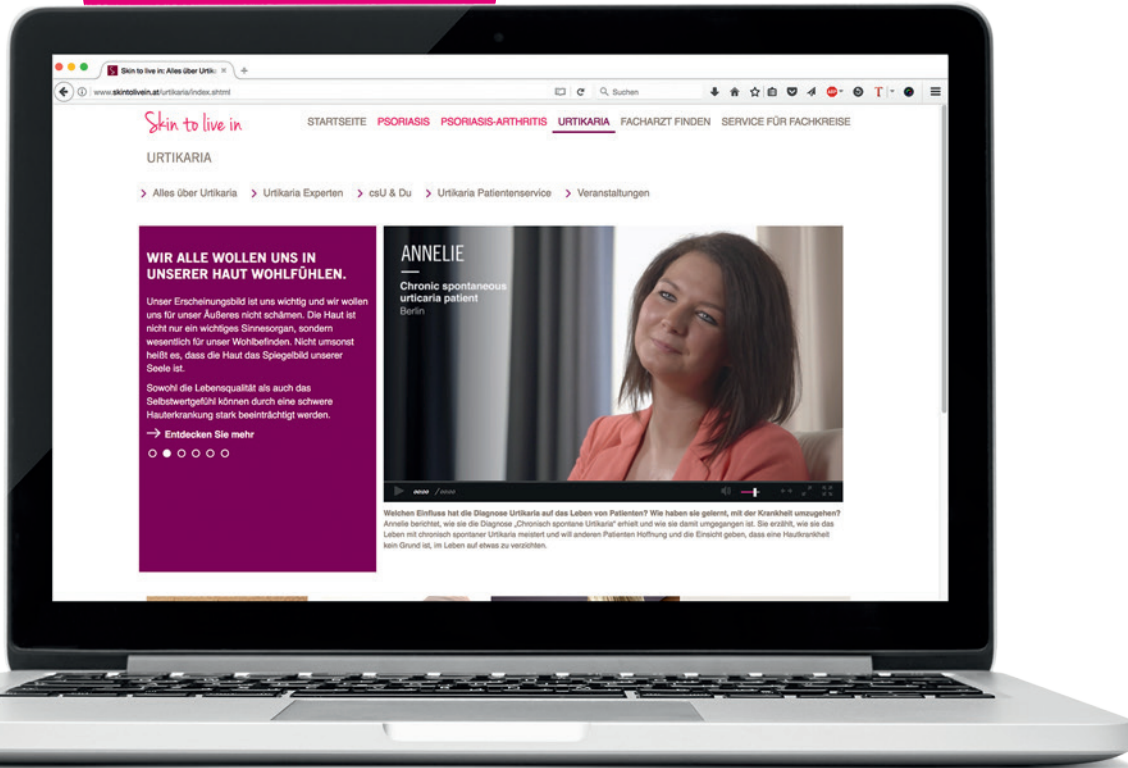 Skin to live in: Alles über Urtik
www.skintolivein.at/urtikaria/index.shtml
Suchen
ABP
T
Skin to live in
STARTSEITE PSORIASIS PSORIASIS-ARTHRITIS URTIKARIA FACHARZT FINDEN SERVICE FÜR FACHKREISE
URTIKARIA
Alles über Urtikaria
Urtikaria Experten
csU & Du
Urtikaria Patientenservice
Veranstaltungen
WIR ALLE WOLLEN UNS IN
UNSERER HAUT WOHLFÜHLEN.
Unser Erscheinungsbild ist uns wichtig und wir wollen
uns für unser Äußeres nicht schämen. Die Haut ist
nicht nur ein wichtiges Sinnesorgan, sondern
wesentlich für unser Wohlbefinden. Nicht umsonst
heißt es, dass die Haut das Spiegelbild unserer
Seele ist.
Sowohl die Lebensqualität als auch das
Selbstwertgefühl können durch eine schwere
Hauterkrankung stark beeinträchtigt werden.
Entdecken Sie mehr
ANNELIE
Chronic spontaneous
urticaria patient
Berlin
00:00 / 00:00
Welchen Einfluss hat die Diagnose Urtikaria auf das Leben von Patienten? Wie haben sie gelernt, mit der Krankheit umzugehen?
Annelie berichtet, wie sie die Diagnose „Chronisch spontane Urtikaria" erhielt und wie sie damit umgegangen ist. Sie erzählt, wie sie das
Leben mit chronisch spontaner Urtikaria meistert und will anderen Patienten Hoffnung und die Einsicht geben, dass eine Hautkrankheit
kein Grund ist, im Leben auf etwas zu verzichten.